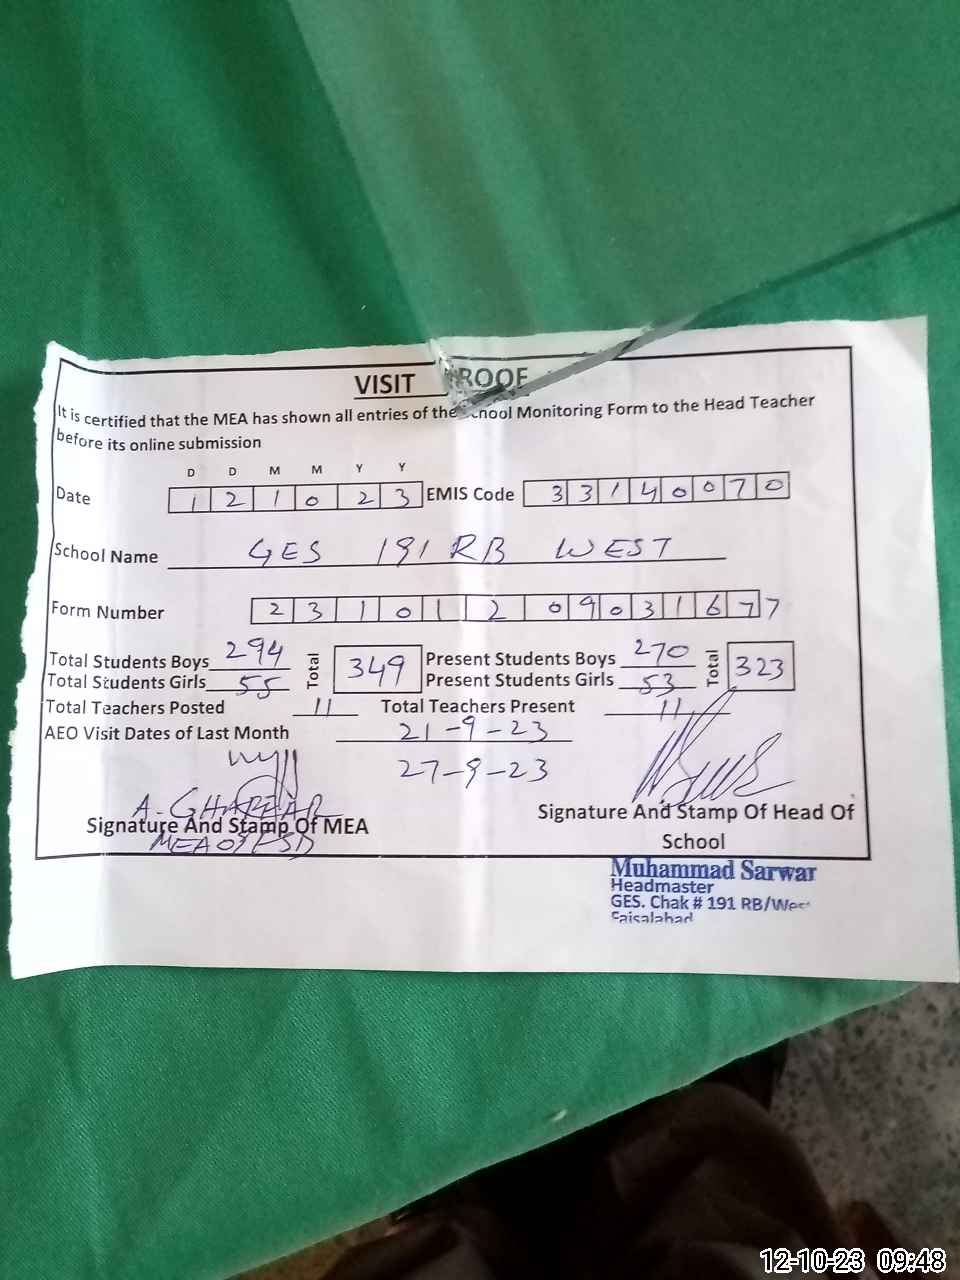 VISIT PROOF
It is certified that the MEA has shown all entries of the School Monitoring Form to the Head Teacher
before its online submission
D D M M Y Y
Date 1 2 1 0 2 3 EMIS Code 3 3 1 4 0 0 7 0
School Name GES 191 RB WEST
Form Number 2 3 1 0 1 2 0 9 0 3 1 6 7 7
Total Students Boys 294 Total 349 Present Students Boys 270 Total 323
Total Students Girls 55 Present Students Girls 53
Total Teachers Posted 11 Total Teachers Present 11
AEO Visit Dates of Last Month 21-9-23
27-9-23
A. GHAFFAR
Signature And Stamp Of MEA
MEA 07 FSD
Signature And Stamp Of Head Of
School
Muhammad Sarwar
Headmaster
GES. Chak # 191 RB/West
Faisalabad
12-10-23 09:48